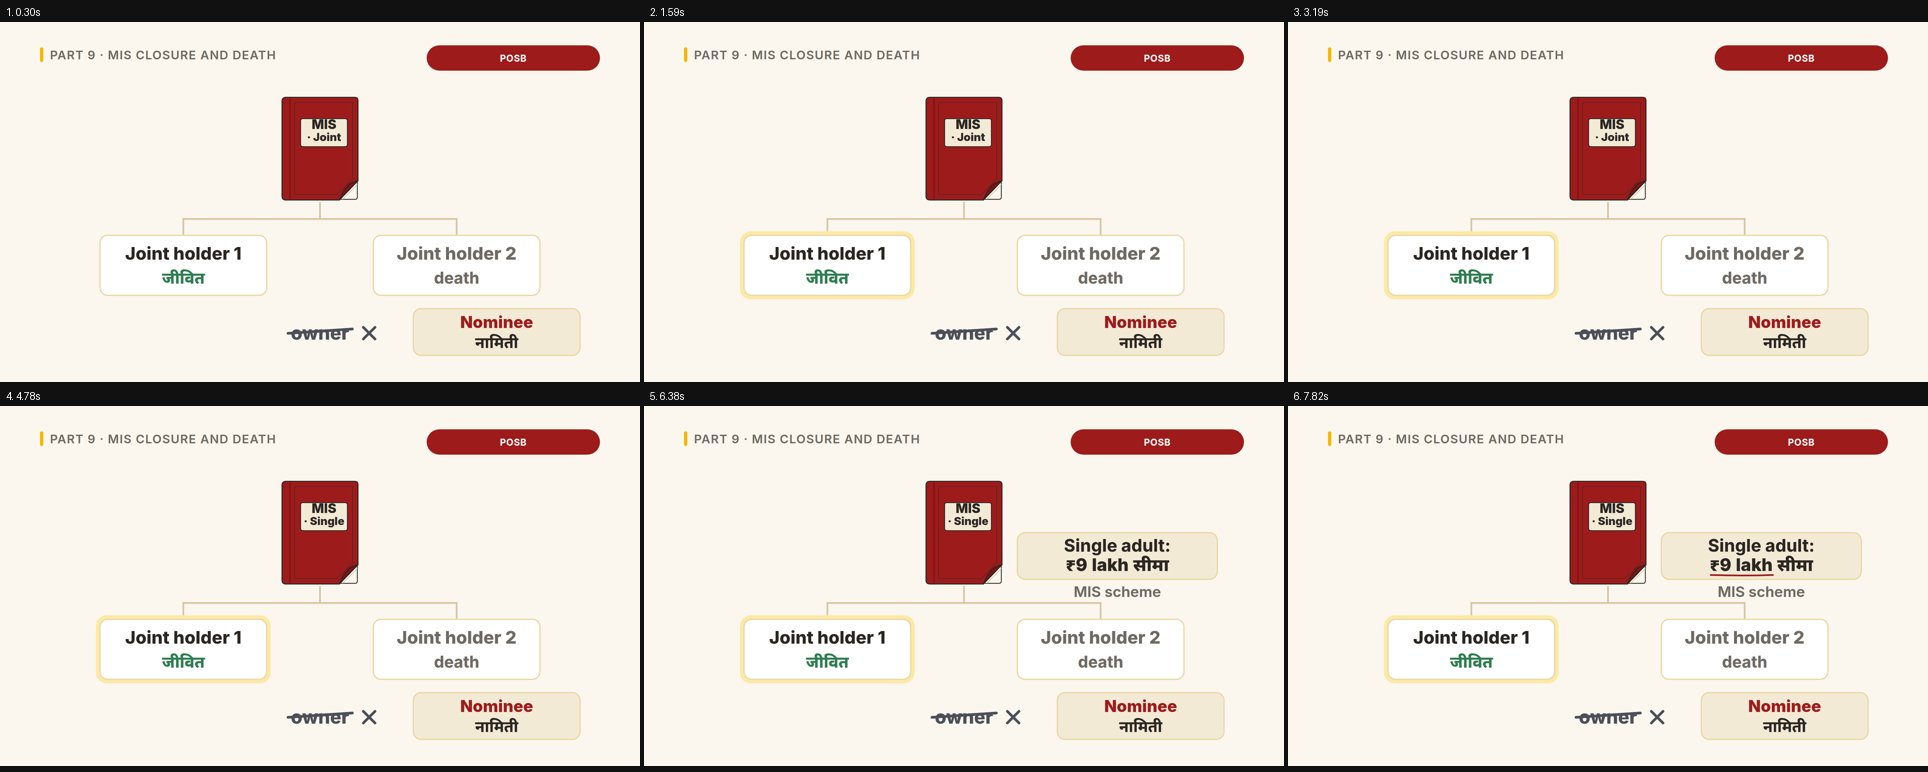 1. 0.30s
PART 9 · MIS CLOSURE AND DEATH
POSB
MIS
· Joint
Joint holder 1
जीवित
Joint holder 2
death
owner ✕
Nominee
नामिती
2. 1.59s
PART 9 · MIS CLOSURE AND DEATH
POSB
MIS
· Joint
Joint holder 1
जीवित
Joint holder 2
death
owner ✕
Nominee
नामिती
3. 3.19s
PART 9 · MIS CLOSURE AND DEATH
POSB
MIS
· Joint
Joint holder 1
जीवित
Joint holder 2
death
owner ✕
Nominee
नामिती
4. 4.78s
PART 9 · MIS CLOSURE AND DEATH
POSB
MIS
· Single
Joint holder 1
जीवित
Joint holder 2
death
owner ✕
Nominee
नामिती
5. 6.38s
PART 9 · MIS CLOSURE AND DEATH
POSB
MIS
· Single
Single adult:
₹9 lakh सीमा
MIS scheme
Joint holder 1
जीवित
Joint holder 2
death
owner ✕
Nominee
नामिती
6. 7.82s
PART 9 · MIS CLOSURE AND DEATH
POSB
MIS
· Single
Single adult:
₹9 lakh सीमा
MIS scheme
Joint holder 1
जीवित
Joint holder 2
death
owner ✕
Nominee
नामिती